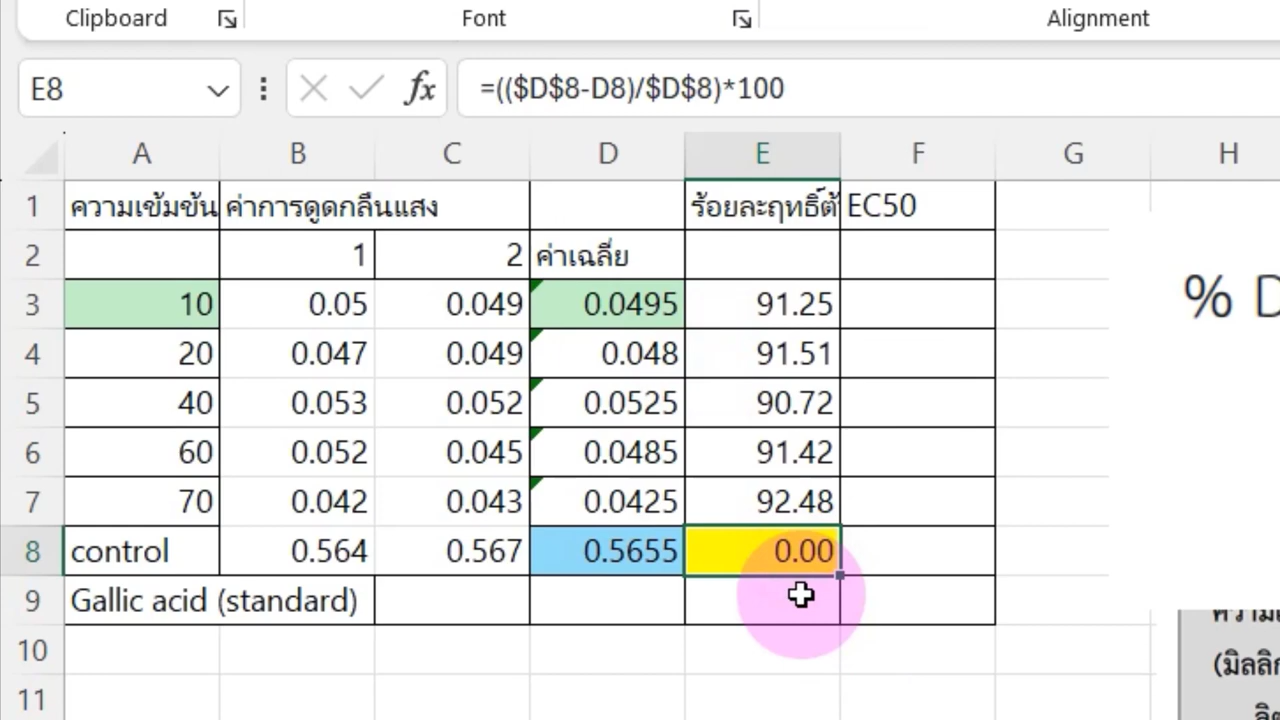 Clipboard Font Alignment
E8 fx =(($D$8-D8)/$D$8)*100
A B C D E F G H
1 ความเข้มข้น ค่าการดูดกลืนแสง ร้อยละฤทธิ์ต้ EC50
2 1 2 ค่าเฉลี่ย
3 10 0.05 0.049 0.0495 91.25
4 20 0.047 0.049 0.048 91.51
5 40 0.053 0.052 0.0525 90.72
6 60 0.052 0.045 0.0485 91.42
7 70 0.042 0.043 0.0425 92.48
8 control 0.564 0.567 0.5655 0.00
9 Gallic acid (standard)
10
11
% D